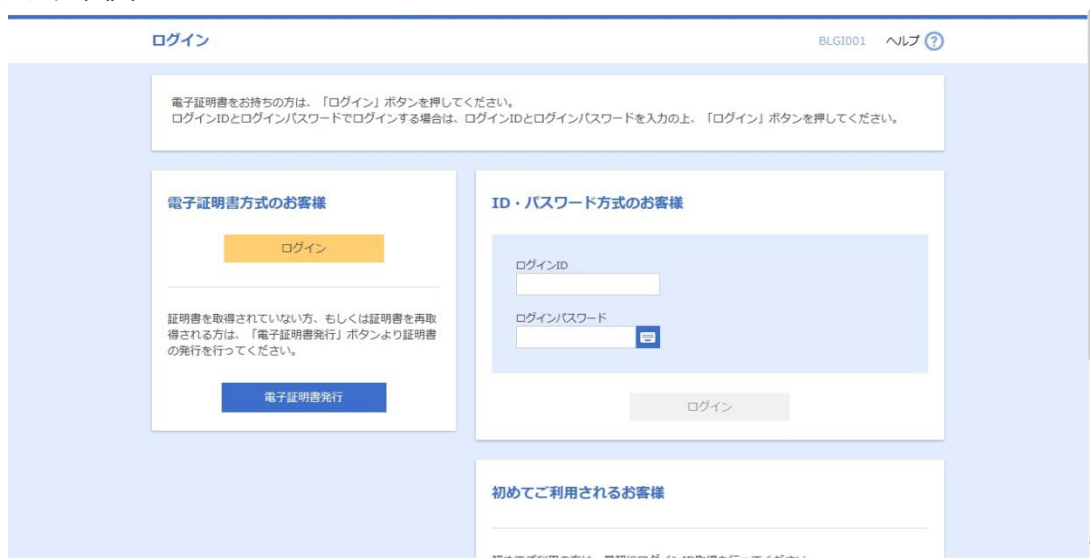 ログイン
BLGI001 ヘルプ ?
電子証明書をお持ちの方は、「ログイン」ボタンを押してください。
ログインIDとログインパスワードでログインする場合は、ログインIDとログインパスワードを入力の上、「ログイン」ボタンを押してください。
電子証明書方式のお客様
ログイン
証明書を取得されていない方、もしくは証明書を再取
得される方は、「電子証明書発行」ボタンより証明書
の発行を行ってください。
電子証明書発行
ID・パスワード方式のお客様
ログインID
ログインパスワード
ログイン
初めてご利用されるお客様